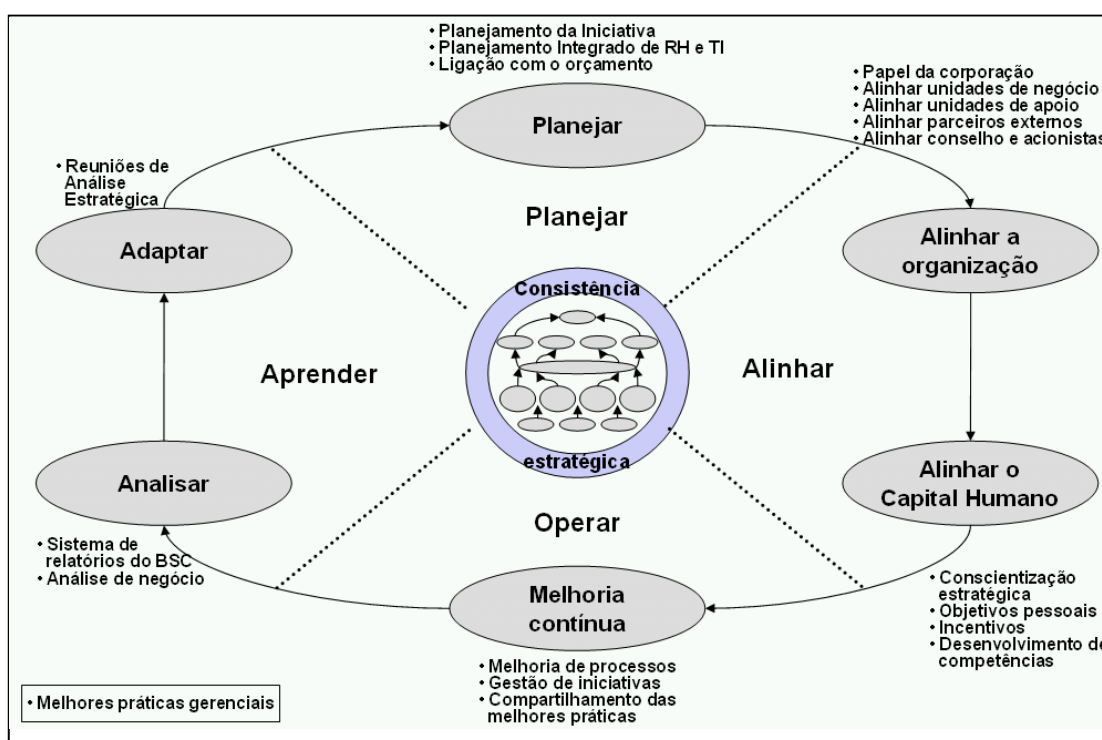 • Planejamento da Iniciativa
• Planejamento Integrado de RH e TI
• Ligação com o orçamento
Planejar
• Papel da corporação
• Alinhar unidades de negócio
• Alinhar unidades de apoio
• Alinhar parceiros externos
• Alinhar conselho e acionistas
• Reuniões de
Análise
Estratégica
Adaptar
Planejar
Alinhar a
organização
Consistência
estratégica
Aprender
Alinhar
Analisar
Alinhar o
Capital Humano
Operar
• Sistema de
relatórios do BSC
• Análise de negócio
Melhoria
contínua
• Conscientização
estratégica
• Objetivos pessoais
• Incentivos
• Desenvolvimento de
competências
• Melhoria de processos
• Gestão de iniciativas
• Compartilhamento das
melhores práticas
• Melhores práticas gerenciais